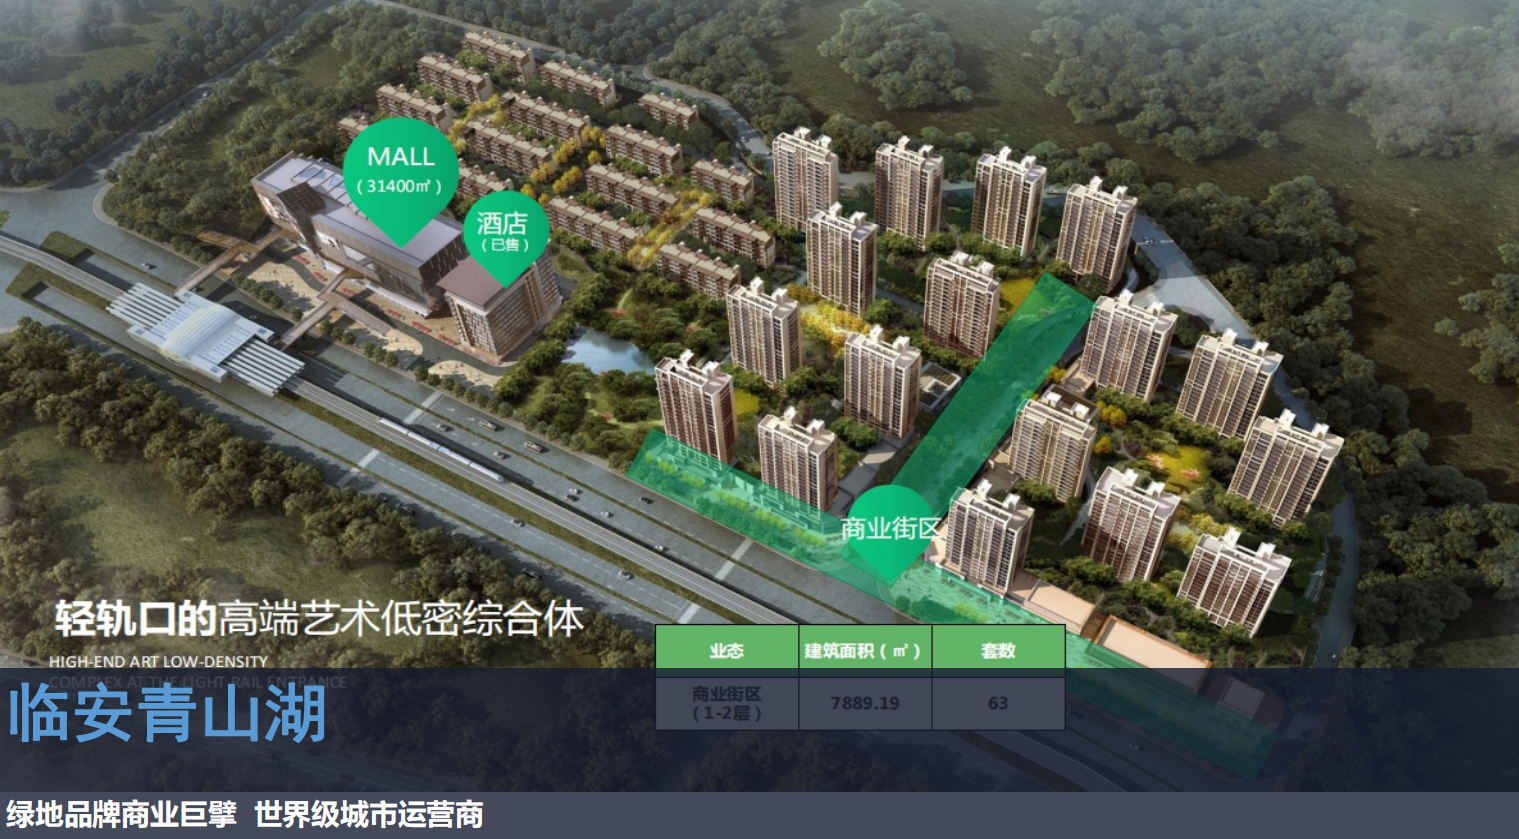 MALL
（31400㎡）
酒店
（已售）
商业街区
轻轨口的高端艺术低密综合体
HIGH-END ART LOW-DENSITY
COMPLEX AT THE LIGHT RAIL ENTRANCE
业态 建筑面积（㎡） 套数
商业街区
（1-2层） 7889.19 63
临安青山湖
绿地品牌商业巨擘 世界级城市运营商